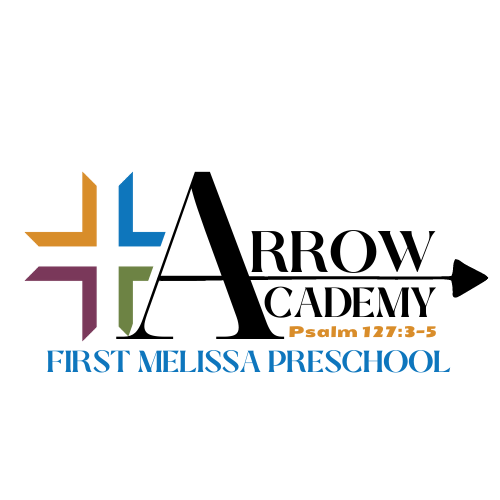 ARROW
ACADEMY
Psalm 127:3-5
FIRST MELISSA PRESCHOOL